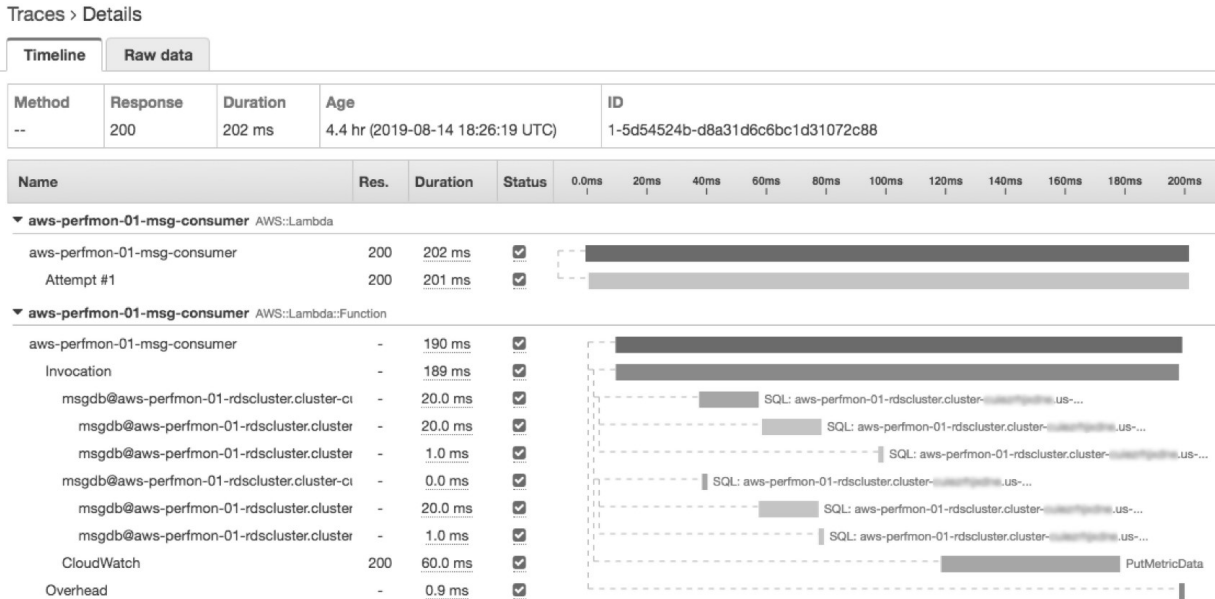 Traces > Details
Timeline Raw data
Method Response Duration Age ID
-- 200 202 ms 4.4 hr (2019-08-14 18:26:19 UTC) 1-5d54524b-d8a31d6c6bc1d31072c88
Name Res. Duration Status 0.0ms 20ms 40ms 60ms 80ms 100ms 120ms 140ms 160ms 180ms 200ms
aws-perfmon-01-msg-consumer AWS::Lambda
aws-perfmon-01-msg-consumer 200 202 ms
Attempt #1 200 201 ms
aws-perfmon-01-msg-consumer AWS::Lambda::Function
aws-perfmon-01-msg-consumer - 190 ms
Invocation - 189 ms
msgdb@aws-perfmon-01-rdscluster.cluster-cu - 20.0 ms SQL: aws-perfmon-01-rdscluster.cluster- .us-...
msgdb@aws-perfmon-01-rdscluster.cluster - 20.0 ms SQL: aws-perfmon-01-rdscluster.cluster- .us-...
msgdb@aws-perfmon-01-rdscluster.cluster - 1.0 ms SQL: aws-perfmon-01-rdscluster.cluster- .us-...
msgdb@aws-perfmon-01-rdscluster.cluster-cu - 0.0 ms SQL: aws-perfmon-01-rdscluster.cluster- .us-...
msgdb@aws-perfmon-01-rdscluster.cluster - 20.0 ms SQL: aws-perfmon-01-rdscluster.cluster- .us-...
msgdb@aws-perfmon-01-rdscluster.cluster - 1.0 ms SQL: aws-perfmon-01-rdscluster.cluster- .us-...
CloudWatch 200 60.0 ms PutMetricData
Overhead - 0.9 ms